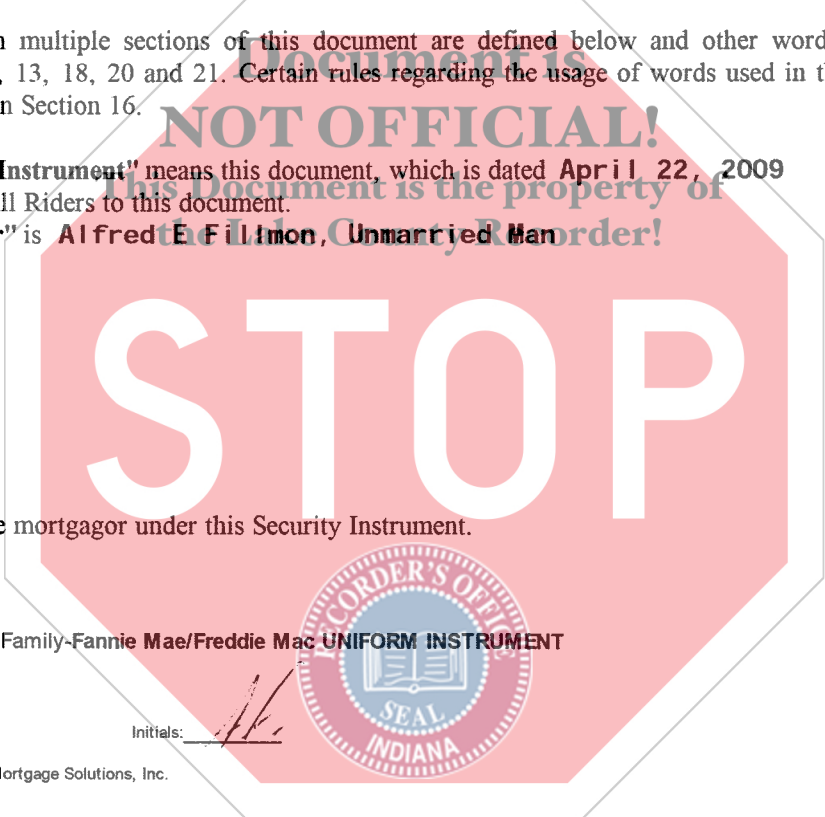 n multiple sections of this document are defined below and other word
, 13, 18, 20 and 21. Certain rules regarding the usage of words used in t
n Section 16.
Document is
NOT OFFICIAL!
This Document is the property of
the Lake County Recorder!
Instrument" means this document, which is dated April 22, 2009
ll Riders to this document.
" is Alfred E Fillmon, Unmarried Man
STOP
e mortgagor under this Security Instrument.
RECORDER'S OFFICE
SEAL
INDIANA
Family-Fannie Mae/Freddie Mac UNIFORM INSTRUMENT
Initials:
Mortgage Solutions, Inc.